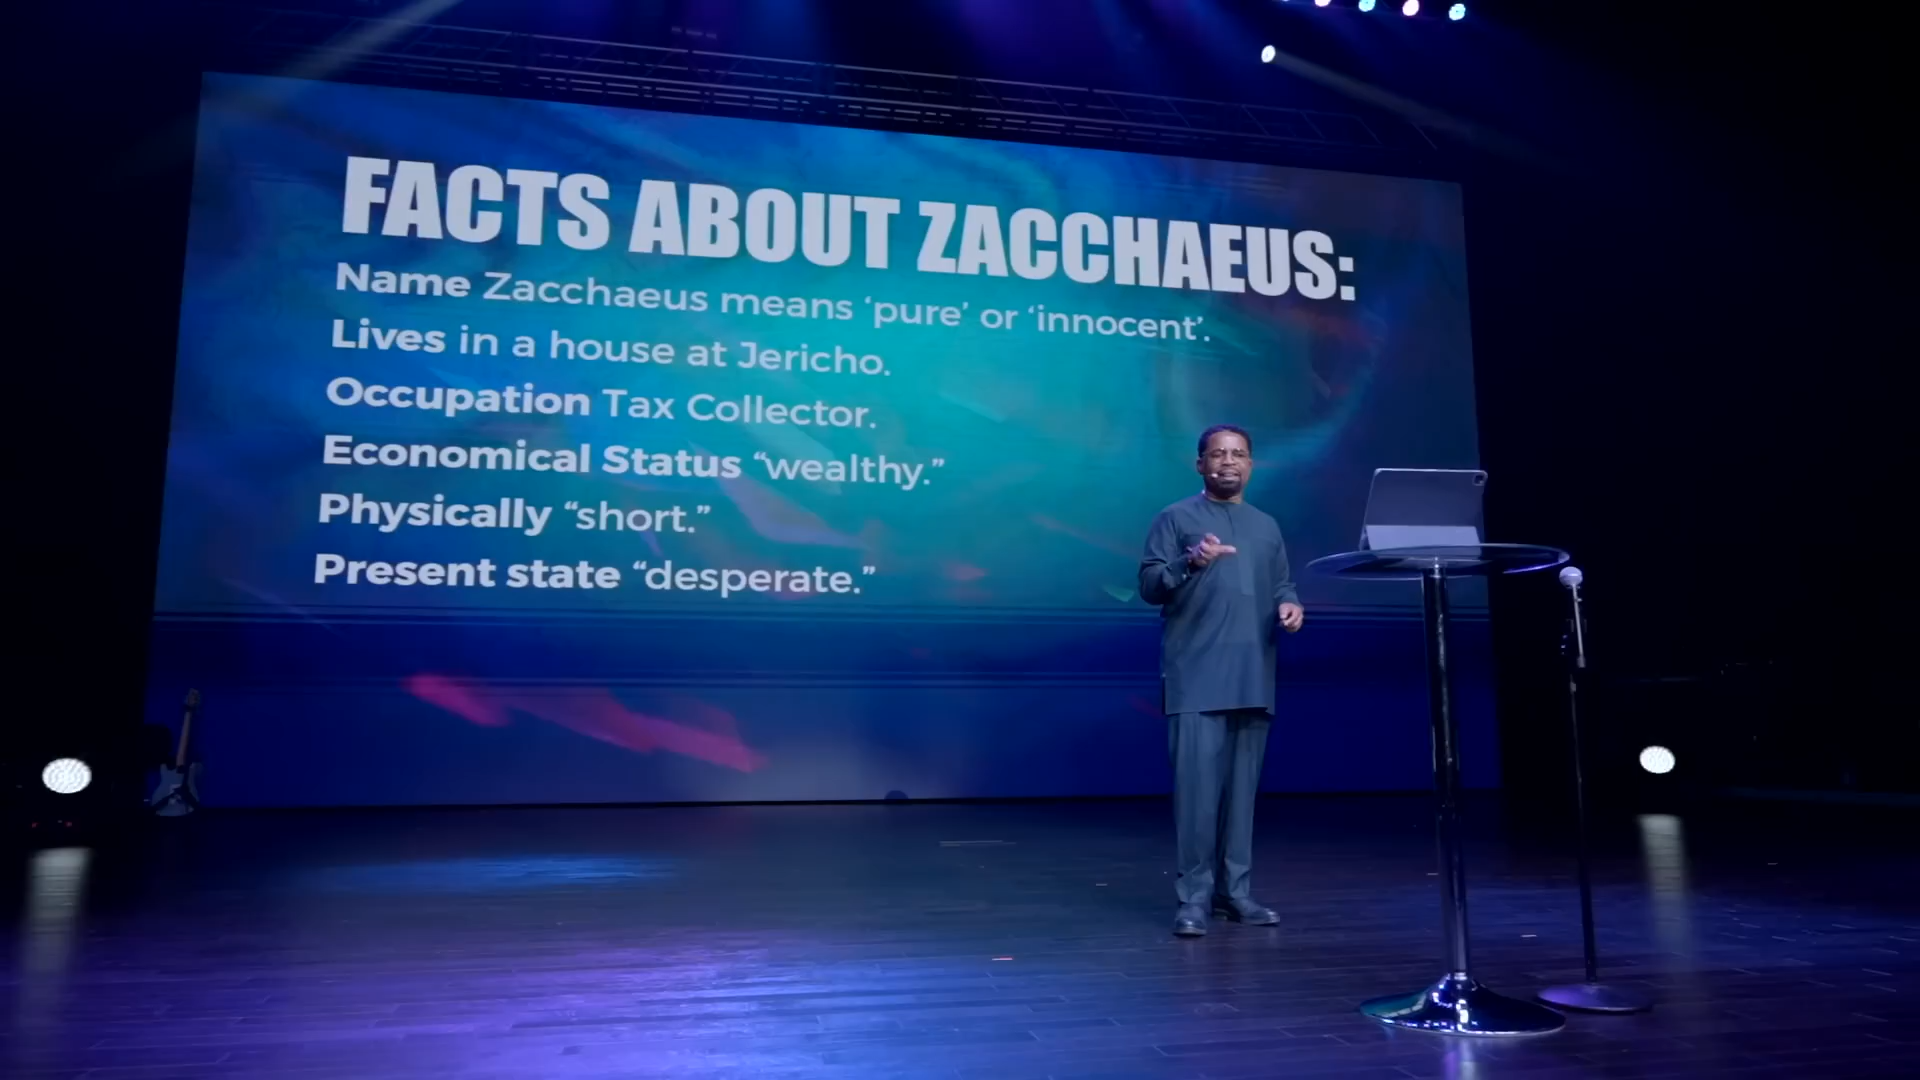 FACTS ABOUT ZACCHAEUS:
Name Zacchaeus means ‘pure’ or ‘innocent’.
Lives in a house at Jericho.
Occupation Tax Collector.
Economical Status “wealthy.”
Physically “short.”
Present state “desperate.”